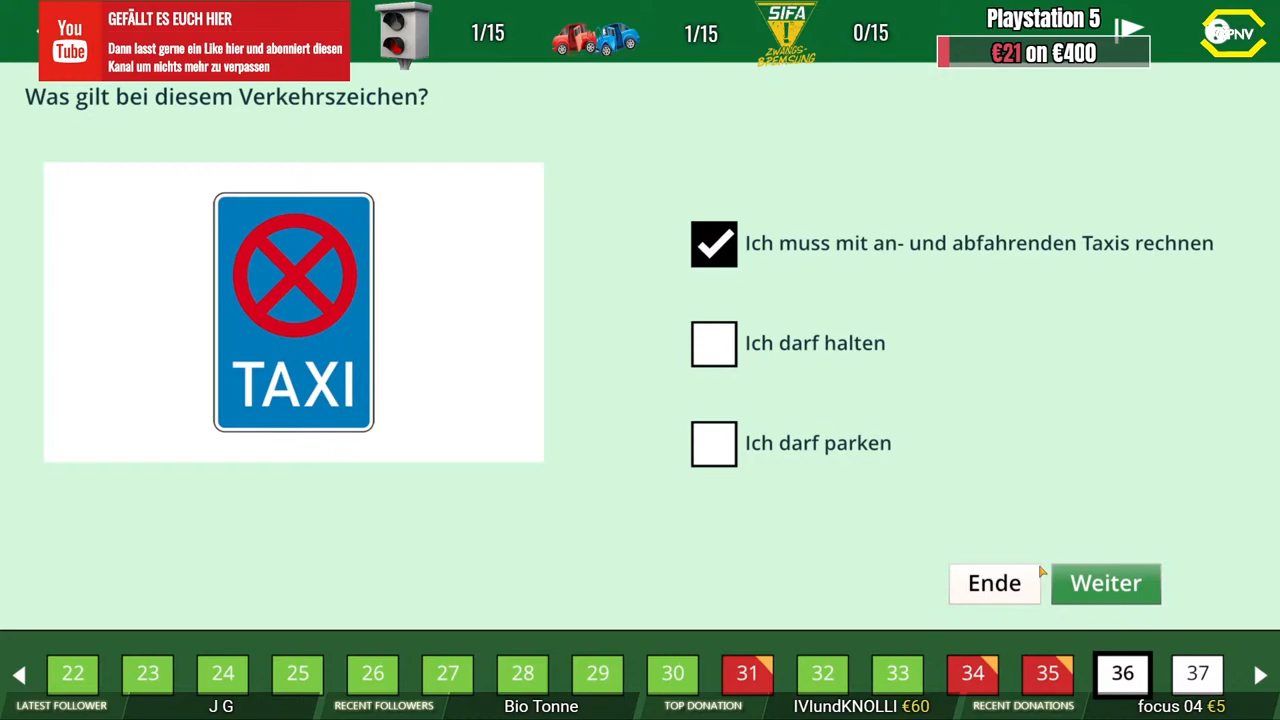 You
Tube
GEFÄLLT ES EUCH HIER
Dann lasst gerne ein Like hier und abonniert diesen
Kanal um nichts mehr zu verpassen
1/15
1/15
SIFA
ZWANGS-
BREMSUNG
0/15
Playstation 5
€21 on €400
ÖPNV
Was gilt bei diesem Verkehrszeichen?
TAXI
Ich muss mit an- und abfahrenden Taxis rechnen
Ich darf halten
Ich darf parken
Ende
Weiter
22
23
24
25
26
27
28
29
30
31
32
33
34
35
36
37
LATEST FOLLOWER
J G
RECENT FOLLOWERS
Bio Tonne
TOP DONATION
IVIundKNOLLI €60
RECENT DONATIONS
focus 04 €5